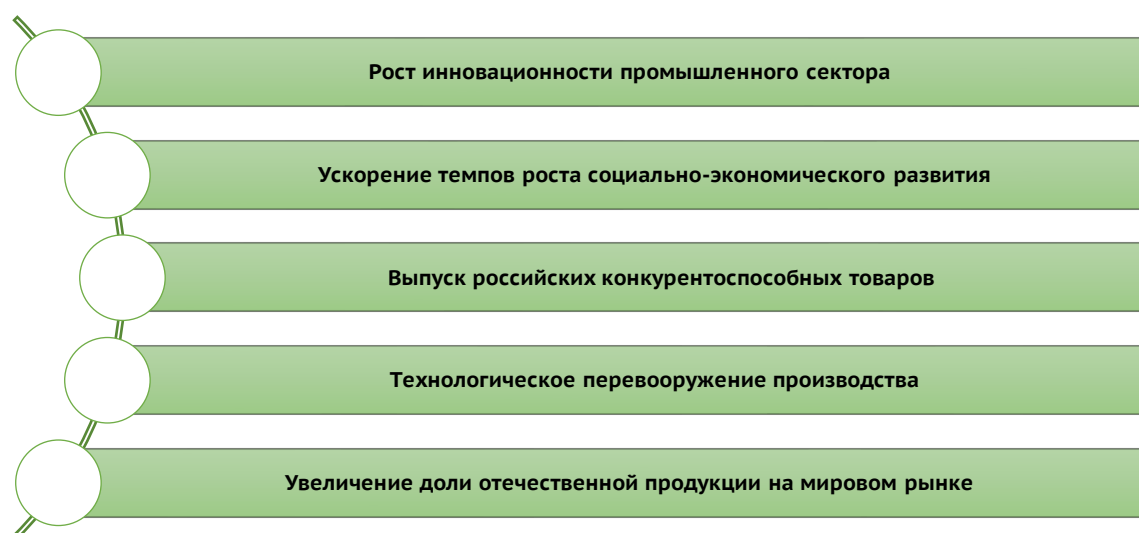 Рост инновационности промышленного сектора
Ускорение темпов роста социально-экономического развития
Выпуск российских конкурентоспособных товаров
Технологическое перевооружение производства
Увеличение доли отечественной продукции на мировом рынке